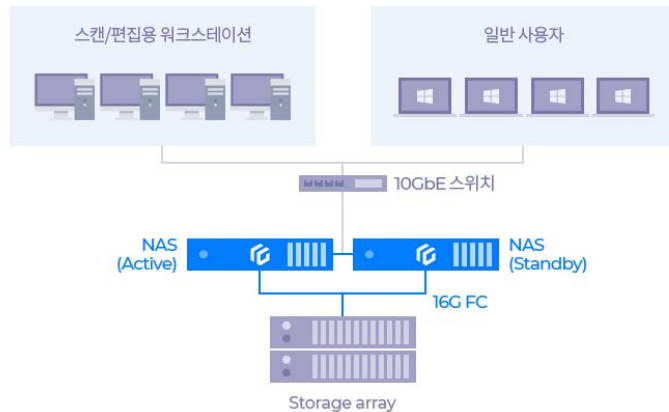 스캔/편집용 워크스테이션
일반 사용자
10GbE 스위치
NAS
(Active)
NAS
(Standby)
16G FC
Storage array